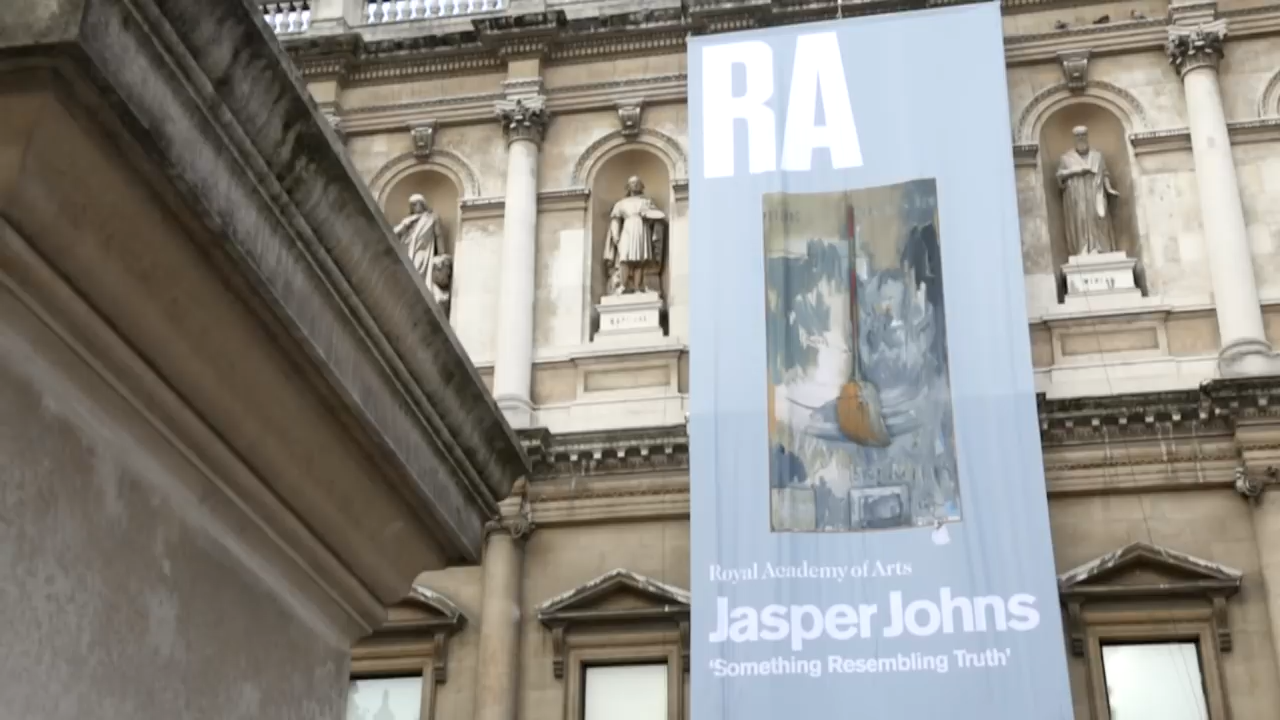 RA
Royal Academy of Arts
Jasper Johns
‘Something Resembling Truth’